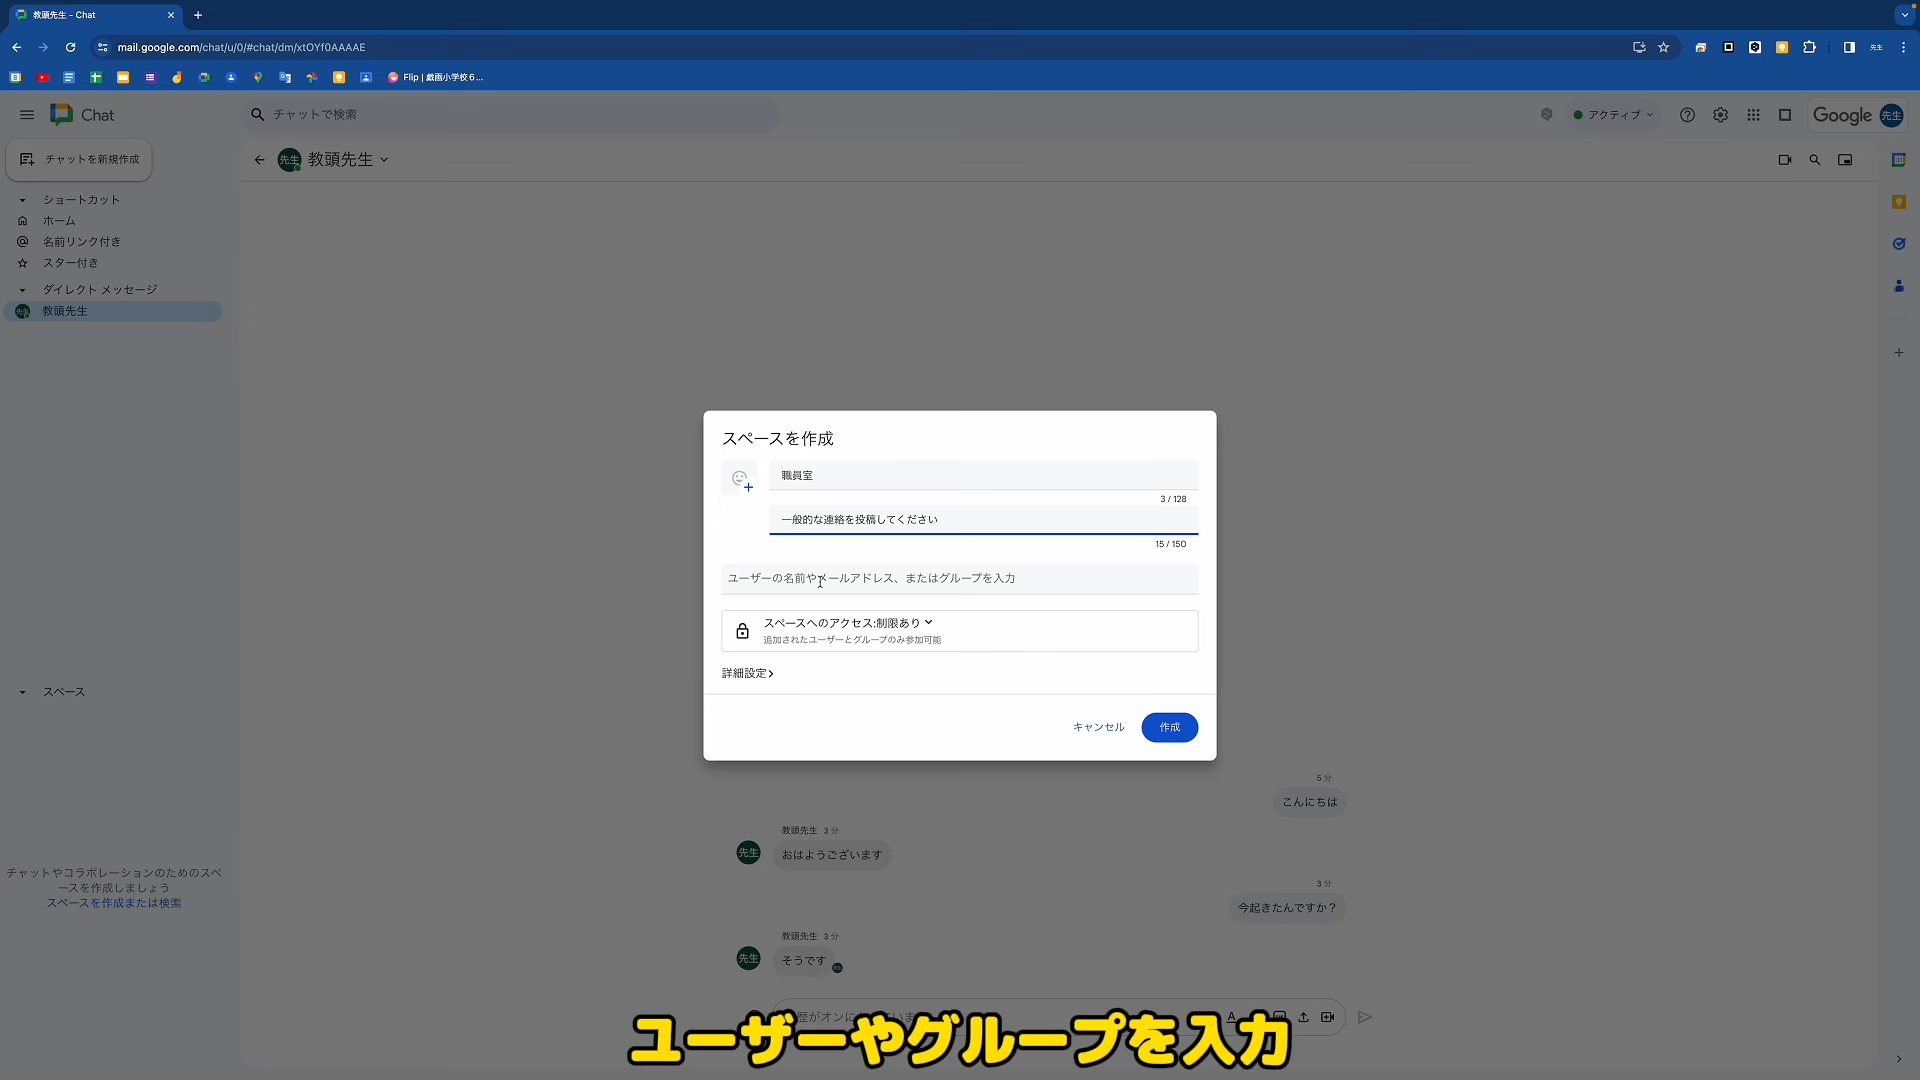 教頭先生 - Chat
mail.google.com/chat/u/0/#chat/dm/xtOYf0AAAAE
先生
Flip | 戯画小学校6...
Chat
チャットで検索
アクティブ
Google
先生
チャットを新規作成
先生 教頭先生
ショートカット
ホーム
名前リンク付き
スター付き
ダイレクト メッセージ
教頭先生
スペースを作成
職員室
3 / 128
一般的な連絡を投稿してください
15 / 150
ユーザーの名前やメールアドレス、またはグループを入力
スペースへのアクセス:制限あり
追加されたユーザーとグループのみ参加可能
詳細設定
キャンセル
作成
スペース
チャットやコラボレーションのためのスペ
ースを作成しましょう
スペースを作成または検索
5 分
こんにちは
教頭先生 3 分
先生
おはようございます
3 分
今起きたんですか？
教頭先生 3 分
先生
そうです
ユーザーやグループを入力